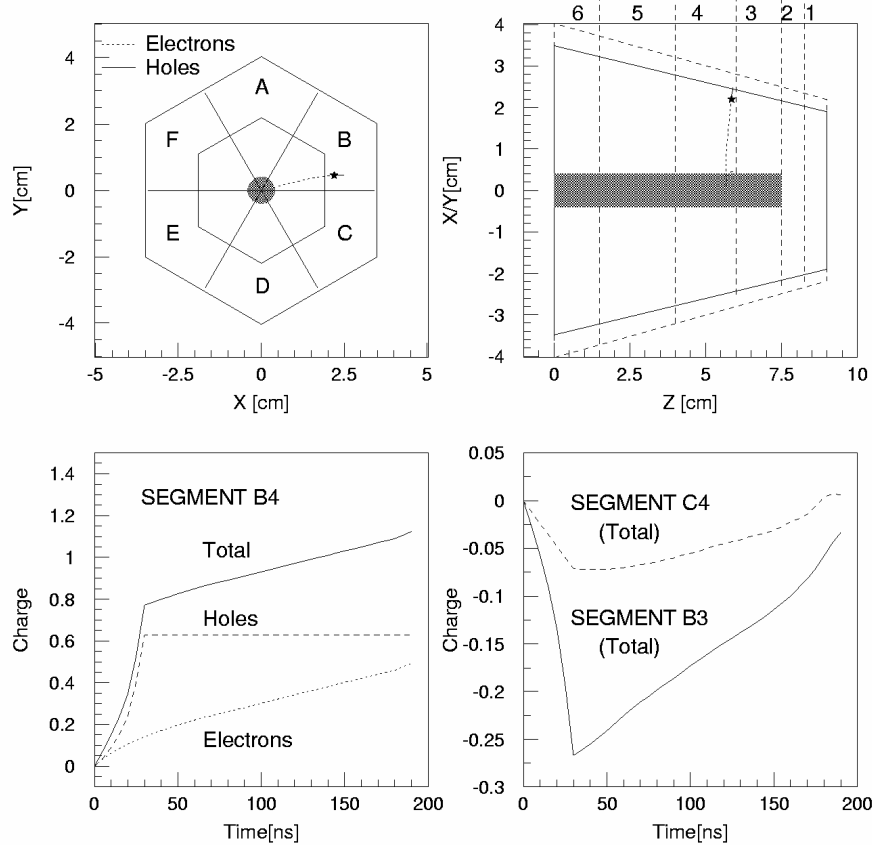 Electrons
Holes
A
B
C
D
E
F
4
2
0
-2
-4
Y[cm]
-5
-2.5
0
2.5
5
X [cm]
6
5
4
3
2
1
4
3
2
1
0
-1
-2
-3
-4
X/Y[cm]
0
2.5
5
7.5
10
Z [cm]
SEGMENT B4
Total
Holes
Electrons
1.4
1.2
1
0.8
0.6
0.4
0.2
0
Charge
0
50
100
150
200
Time[ns]
SEGMENT C4
(Total)
SEGMENT B3
(Total)
0.05
0
-0.05
-0.1
-0.15
-0.2
-0.25
-0.3
Charge
0
50
100
150
200
Time[ns]